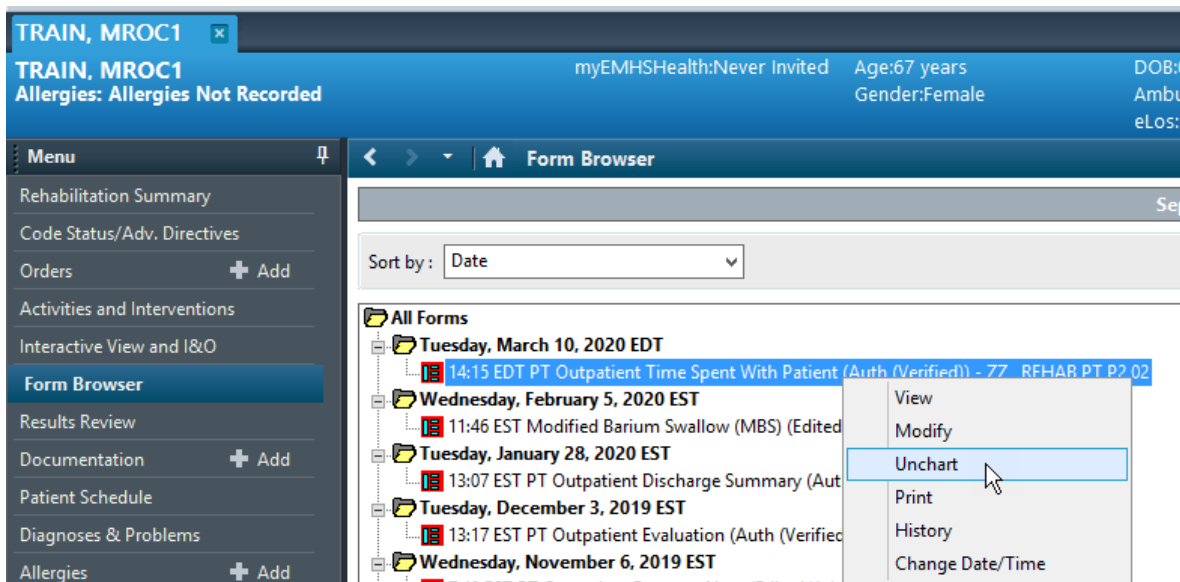 TRAIN, MROC1
TRAIN, MROC1 myEMHSHealth:Never Invited Age:67 years DOB:
Allergies: Allergies Not Recorded Gender:Female Ambu
eLos:
Menu
Form Browser
Rehabilitation Summary
Code Status/Adv. Directives
Orders Add
Activities and Interventions
Interactive View and I&O
Form Browser
Results Review
Documentation Add
Patient Schedule
Diagnoses & Problems
Allergies Add
Se
Sort by : Date
All Forms
Tuesday, March 10, 2020 EDT
14:15 EDT PT Outpatient Time Spent With Patient (Auth (Verified)) - ZZ REHAB PT P2 02
Wednesday, February 5, 2020 EST
11:46 EST Modified Barium Swallow (MBS) (Edited
Tuesday, January 28, 2020 EST
13:07 EST PT Outpatient Discharge Summary (Aut
Tuesday, December 3, 2019 EST
13:17 EST PT Outpatient Evaluation (Auth (Verified
Wednesday, November 6, 2019 EST
View
Modify
Unchart
Print
History
Change Date/Time